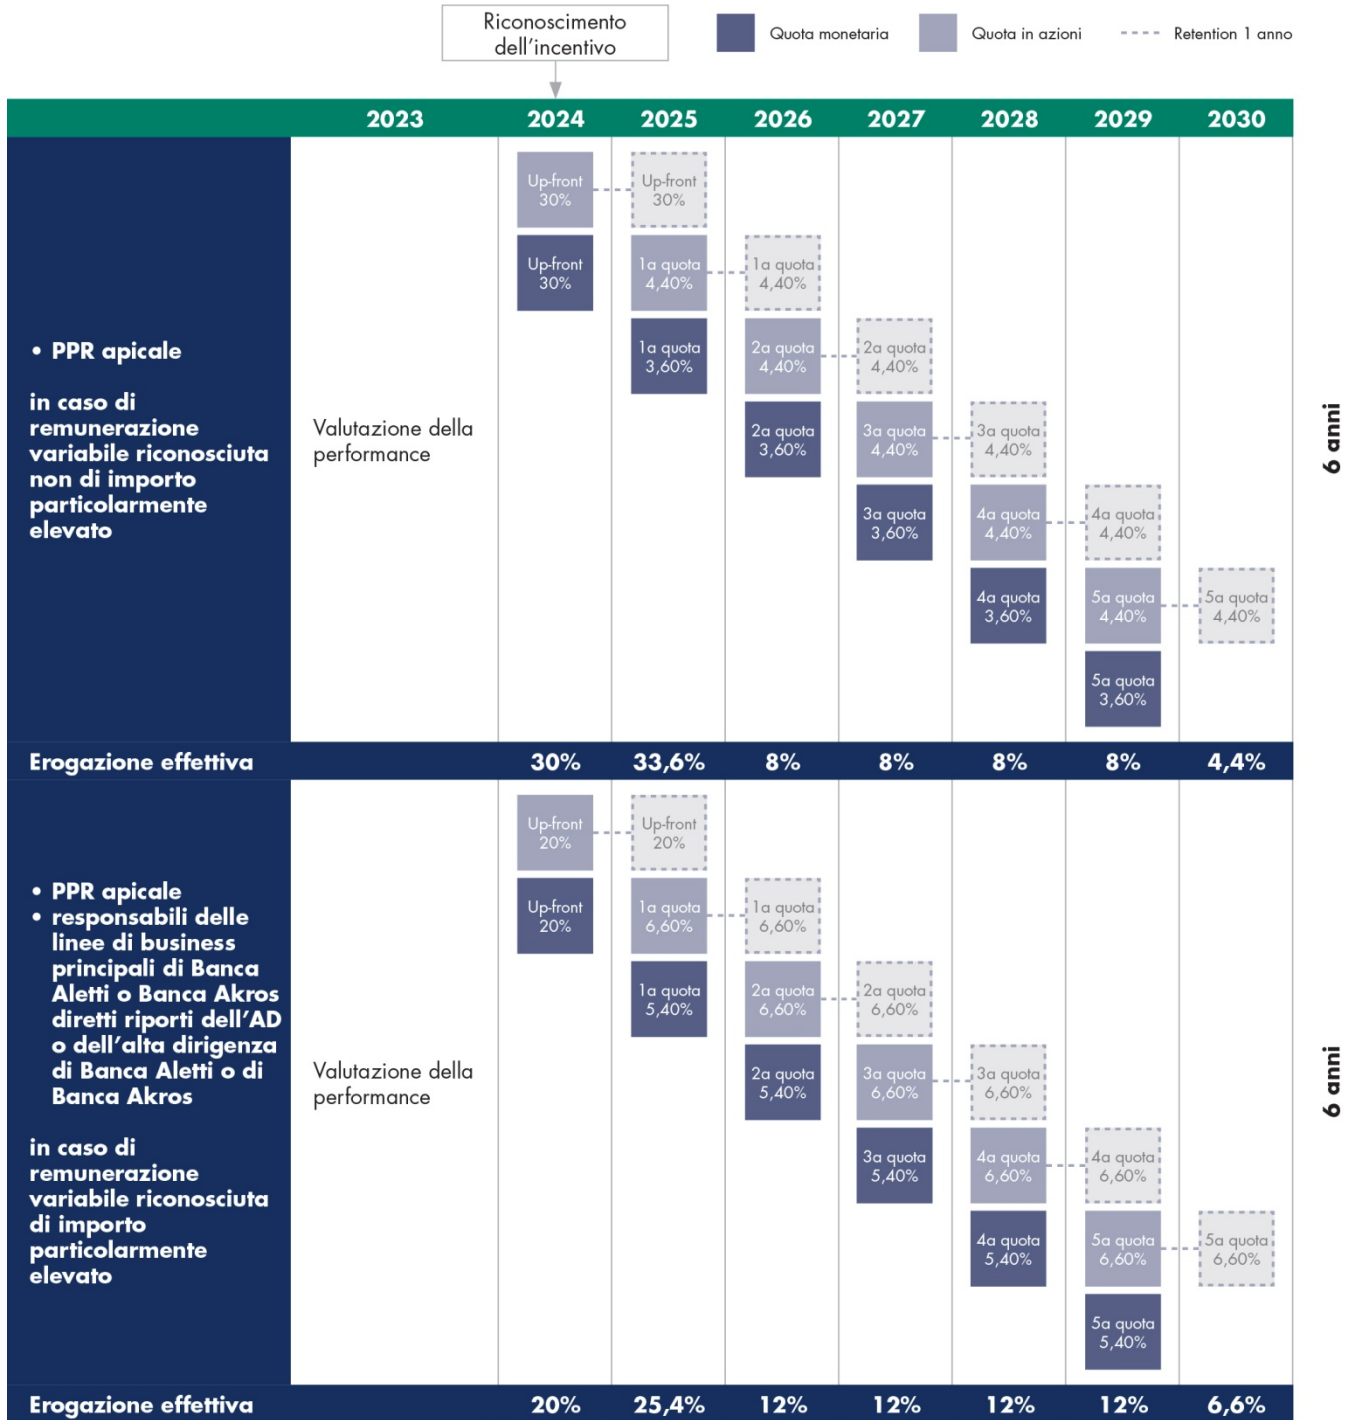 Riconoscimento
dell'incentivo
Quota monetaria
Quota in azioni
Retention 1 anno
2023 2024 2025 2026 2027 2028 2029 2030
• PPR apicale
in caso di
remunerazione
variabile riconosciuta
non di importo
particolarmente
elevato
Valutazione della
performance
Up-front
30%
Up-front
30%
Up-front
30%
1a quota
4,40%
1a quota
4,40%
1a quota
3,60%
2a quota
4,40%
2a quota
4,40%
2a quota
3,60%
3a quota
4,40%
3a quota
4,40%
3a quota
3,60%
4a quota
4,40%
4a quota
4,40%
4a quota
3,60%
5a quota
4,40%
5a quota
4,40%
5a quota
3,60%
6 anni
Erogazione effettiva 30% 33,6% 8% 8% 8% 8% 4,4%
• PPR apicale
• responsabili delle
linee di business
principali di Banca
Aletti o Banca Akros
diretti riporti dell'AD
o dell'alta dirigenza
di Banca Aletti o di
Banca Akros
in caso di
remunerazione
variabile riconosciuta
di importo
particolarmente
elevato
Valutazione della
performance
Up-front
20%
Up-front
20%
Up-front
20%
1a quota
6,60%
1a quota
6,60%
1a quota
5,40%
2a quota
6,60%
2a quota
6,60%
2a quota
5,40%
3a quota
6,60%
3a quota
6,60%
3a quota
5,40%
4a quota
6,60%
4a quota
6,60%
4a quota
5,40%
5a quota
6,60%
5a quota
6,60%
5a quota
5,40%
6 anni
Erogazione effettiva 20% 25,4% 12% 12% 12% 12% 6,6%